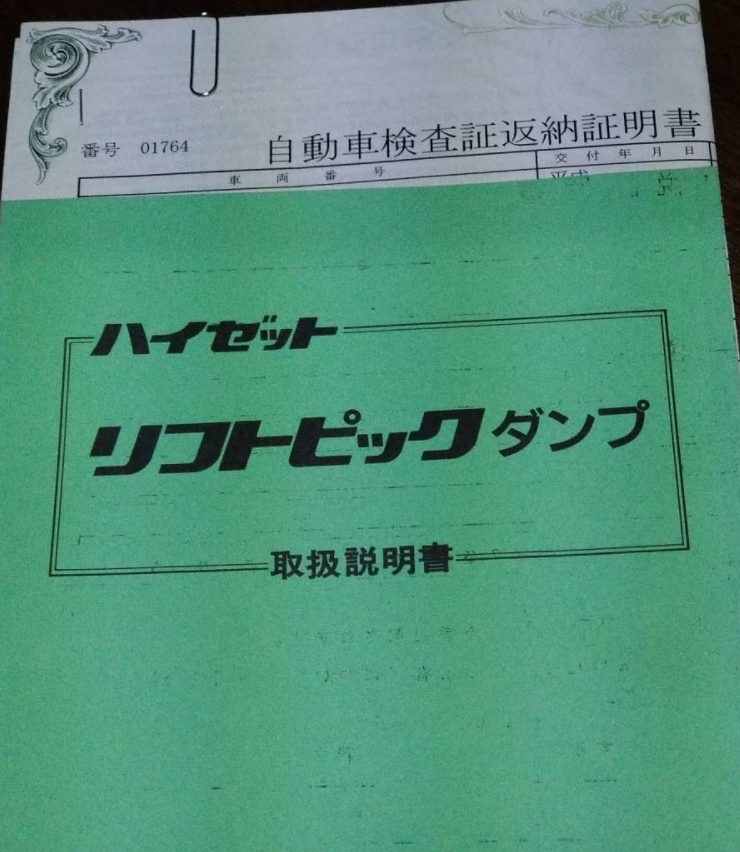 番号 01764
自動車検査証返納証明書
車両番号
交付年月日
平成
ハイゼット
リフトピックダンプ
取扱説明書